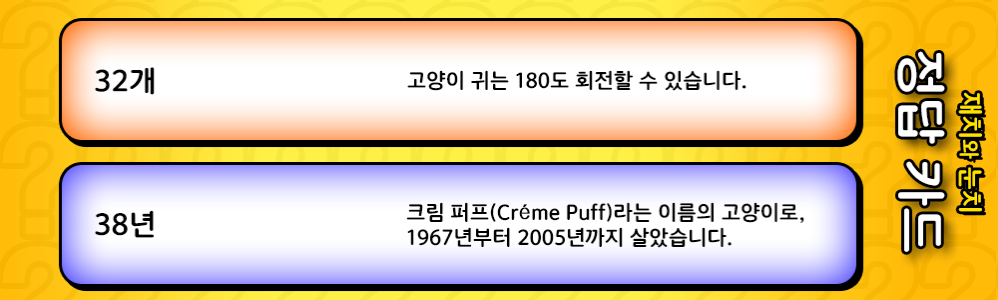 32개
고양이 귀는 180도 회전할 수 있습니다.
38년
크림 퍼프(Créme Puff)라는 이름의 고양이로,
1967년부터 2005년까지 살았습니다.
재치와 눈치
정답 카드